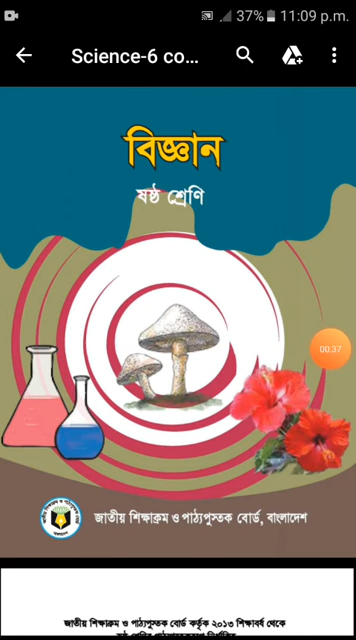 37% 11:09 p.m.
Science-6 co...
বিজ্ঞান
ষষ্ঠ শ্রেণি
00:37
জাতীয় শিক্ষাক্রম ও পাঠ্যপুস্তক বোর্ড, বাংলাদেশ
জাতীয় শিক্ষাক্রম ও পাঠ্যপুস্তক বোর্ড কর্তৃক ২০১৩ শিক্ষাবর্ষ থেকে